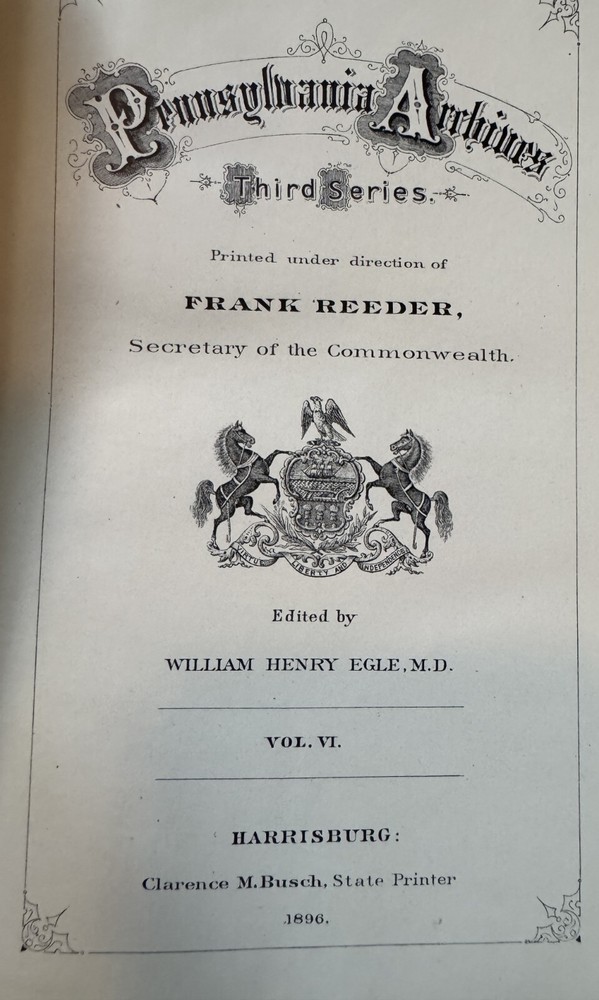 Pennsylvania Archives
Third Series.
Printed under direction of
FRANK REEDER,
Secretary of the Commonwealth.
VIRTUE LIBERTY AND INDEPENDENCE
Edited by
WILLIAM HENRY EGLE, M.D.
VOL. VI.
HARRISBURG:
Clarence M. Busch, State Printer
1896.